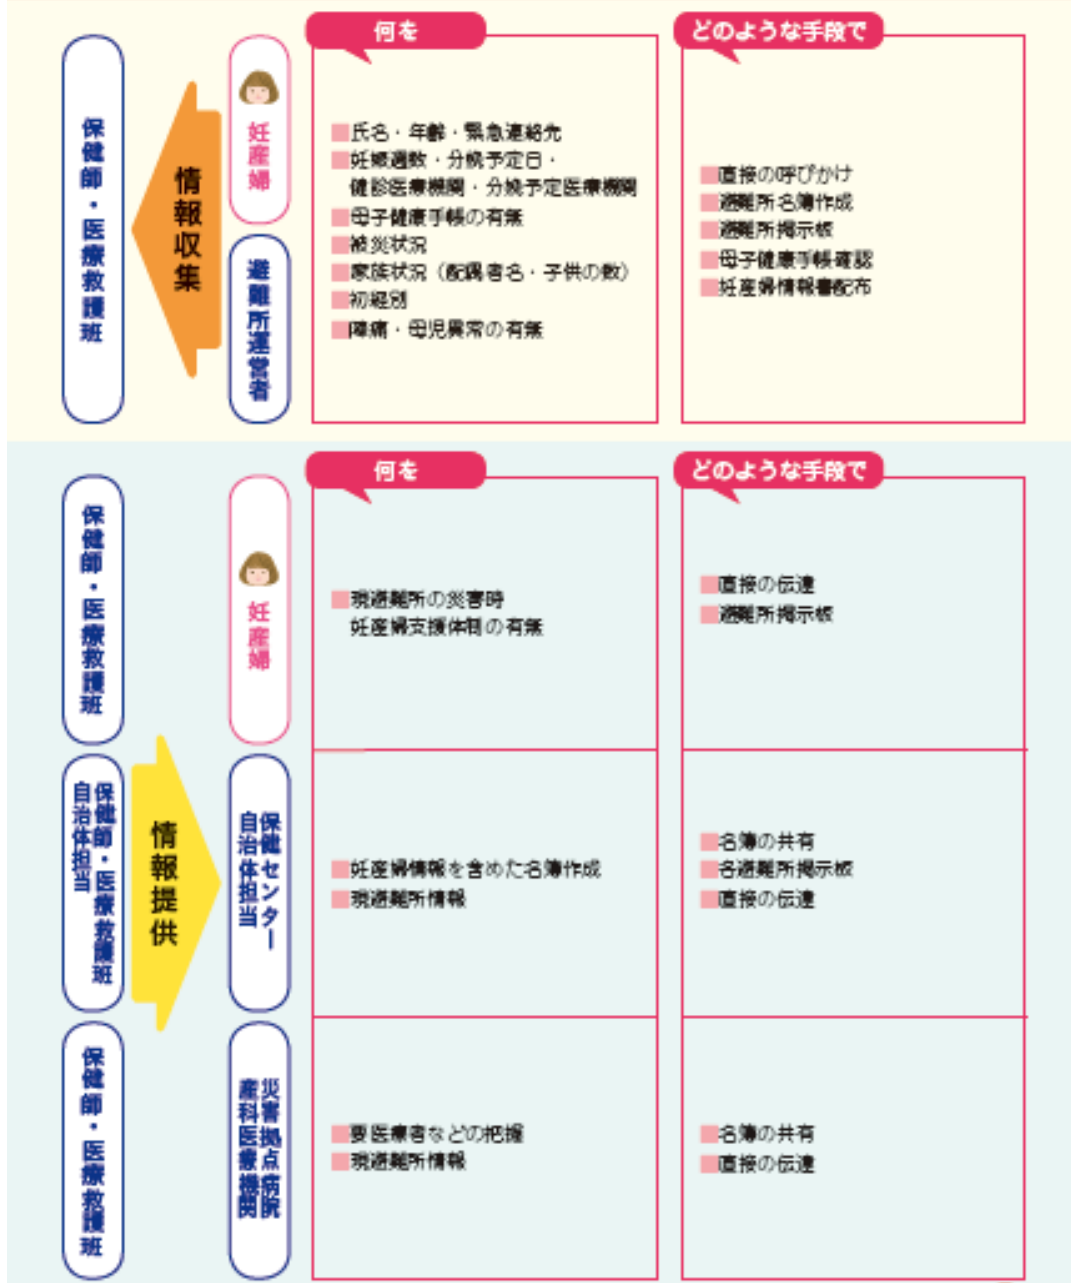 何を
どのような手段で
保健師・医療救護班
情報収集
妊産婦
避難所運営者
■氏名・年齢・緊急連絡先
■妊娠週数・分娩予定日・
健診医療機関・分娩予定医療機関
■母子健康手帳の有無
■被災状況
■家族状況（配偶者名・子供の数）
■初経別
■陣痛・母児異常の有無
■直接の呼びかけ
■避難所名簿作成
■避難所掲示板
■母子健康手帳確認
■妊産婦情報書配布
何を
どのような手段で
保健師・医療救護班
妊産婦
■現避難所の災害時
妊産婦支援体制の有無
■直接の伝達
■避難所掲示板
情報提供
保健師・医療救護班
自治体担当
保健センター
自治体担当
■妊産婦情報を含めた名簿作成
■現避難所情報
■名簿の共有
■各避難所掲示板
■直接の伝達
保健師・医療救護班
災害拠点病院
産科医療機関
■要医療者などの把握
■現避難所情報
■名簿の共有
■直接の伝達